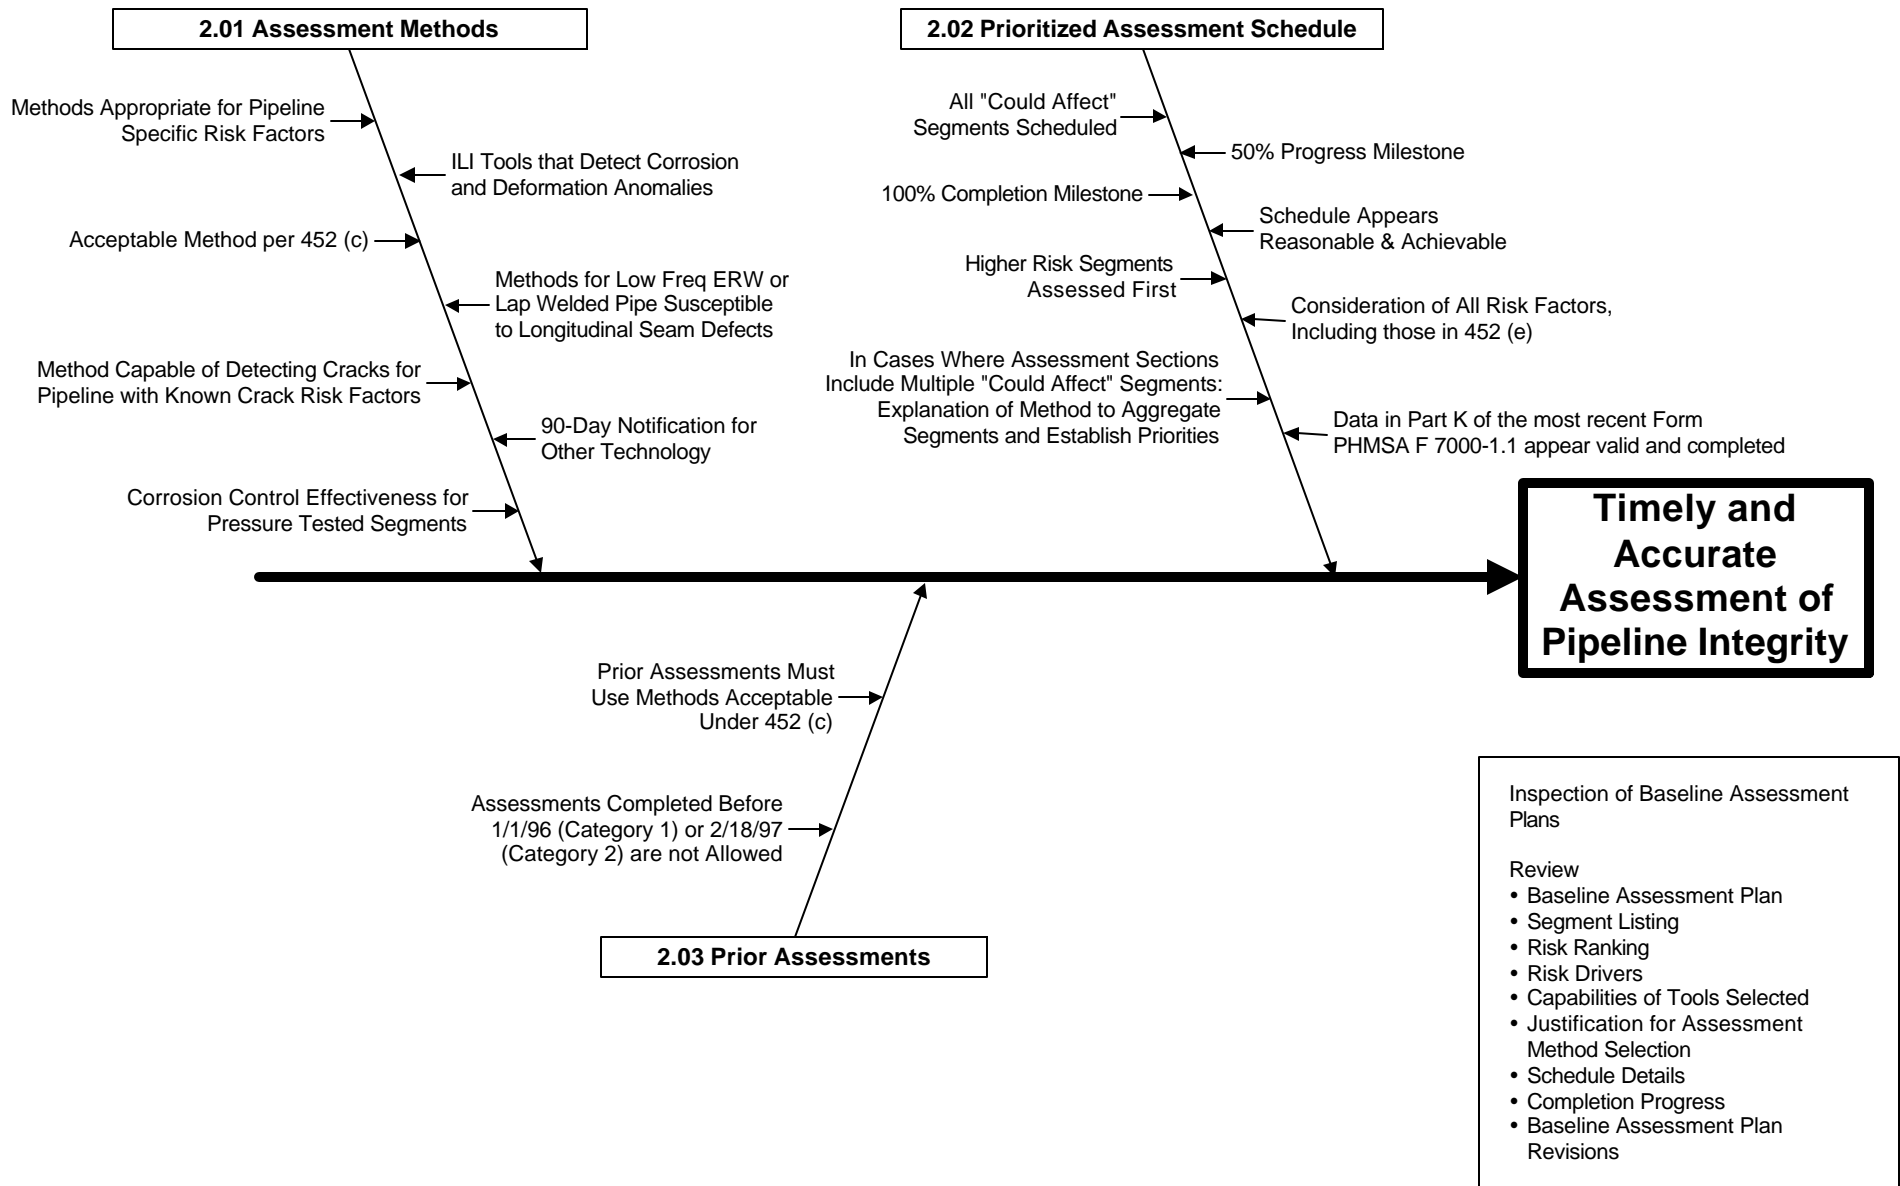 2.01 Assessment Methods
Methods Appropriate for Pipeline
Specific Risk Factors
ILI Tools that Detect Corrosion
and Deformation Anomalies
Acceptable Method per 452 (c)
Methods for Low Freq ERW or
Lap Welded Pipe Susceptible
to Longitudinal Seam Defects
Method Capable of Detecting Cracks for
Pipeline with Known Crack Risk Factors
90-Day Notification for
Other Technology
Corrosion Control Effectiveness for
Pressure Tested Segments
2.02 Prioritized Assessment Schedule
All "Could Affect"
Segments Scheduled
50% Progress Milestone
100% Completion Milestone
Schedule Appears
Reasonable & Achievable
Higher Risk Segments
Assessed First
Consideration of All Risk Factors,
Including those in 452 (e)
In Cases Where Assessment Sections
Include Multiple "Could Affect" Segments:
Explanation of Method to Aggregate
Segments and Establish Priorities
Data in Part K of the most recent Form
PHMSA F 7000-1.1 appear valid and completed
Timely and
Accurate
Assessment of
Pipeline Integrity
Prior Assessments Must
Use Methods Acceptable
Under 452 (c)
Assessments Completed Before
1/1/96 (Category 1) or 2/18/97
(Category 2) are not Allowed
2.03 Prior Assessments
Inspection of Baseline Assessment
Plans
Review
• Baseline Assessment Plan
• Segment Listing
• Risk Ranking
• Risk Drivers
• Capabilities of Tools Selected
• Justification for Assessment
Method Selection
• Schedule Details
• Completion Progress
• Baseline Assessment Plan
Revisions